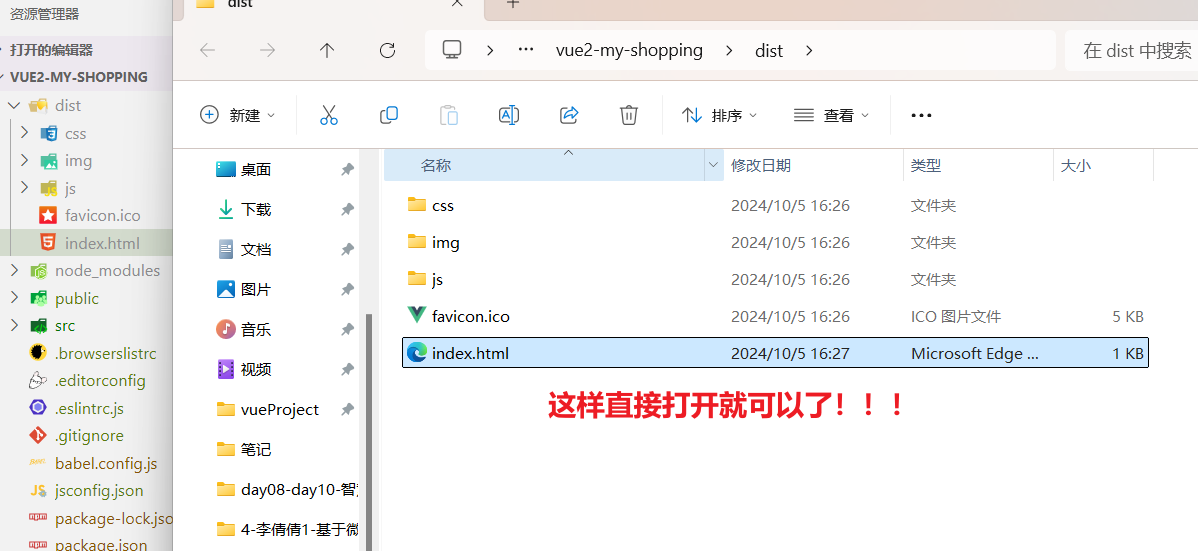 资源管理器
打开的编辑器
VUE2-MY-SHOPPING
dist
css
img
js
favicon.ico
index.html
node_modules
public
src
.browserslistrc
.editorconfig
.eslintrc.js
.gitignore
babel.config.js
jsconfig.json
package-lock.jso
package.json
dist
vue2-my-shopping
dist
在 dist 中搜索
新建
排序
查看
桌面
下载
文档
图片
音乐
视频
vueProject
笔记
day08-day10-智
4-李倩倩1-基于微
名称 修改日期 类型 大小
css 2024/10/5 16:26 文件夹
img 2024/10/5 16:26 文件夹
js 2024/10/5 16:26 文件夹
favicon.ico 2024/10/5 16:26 ICO 图片文件 5 KB
index.html 2024/10/5 16:27 Microsoft Edge ... 1 KB
这样直接打开就可以了！！！